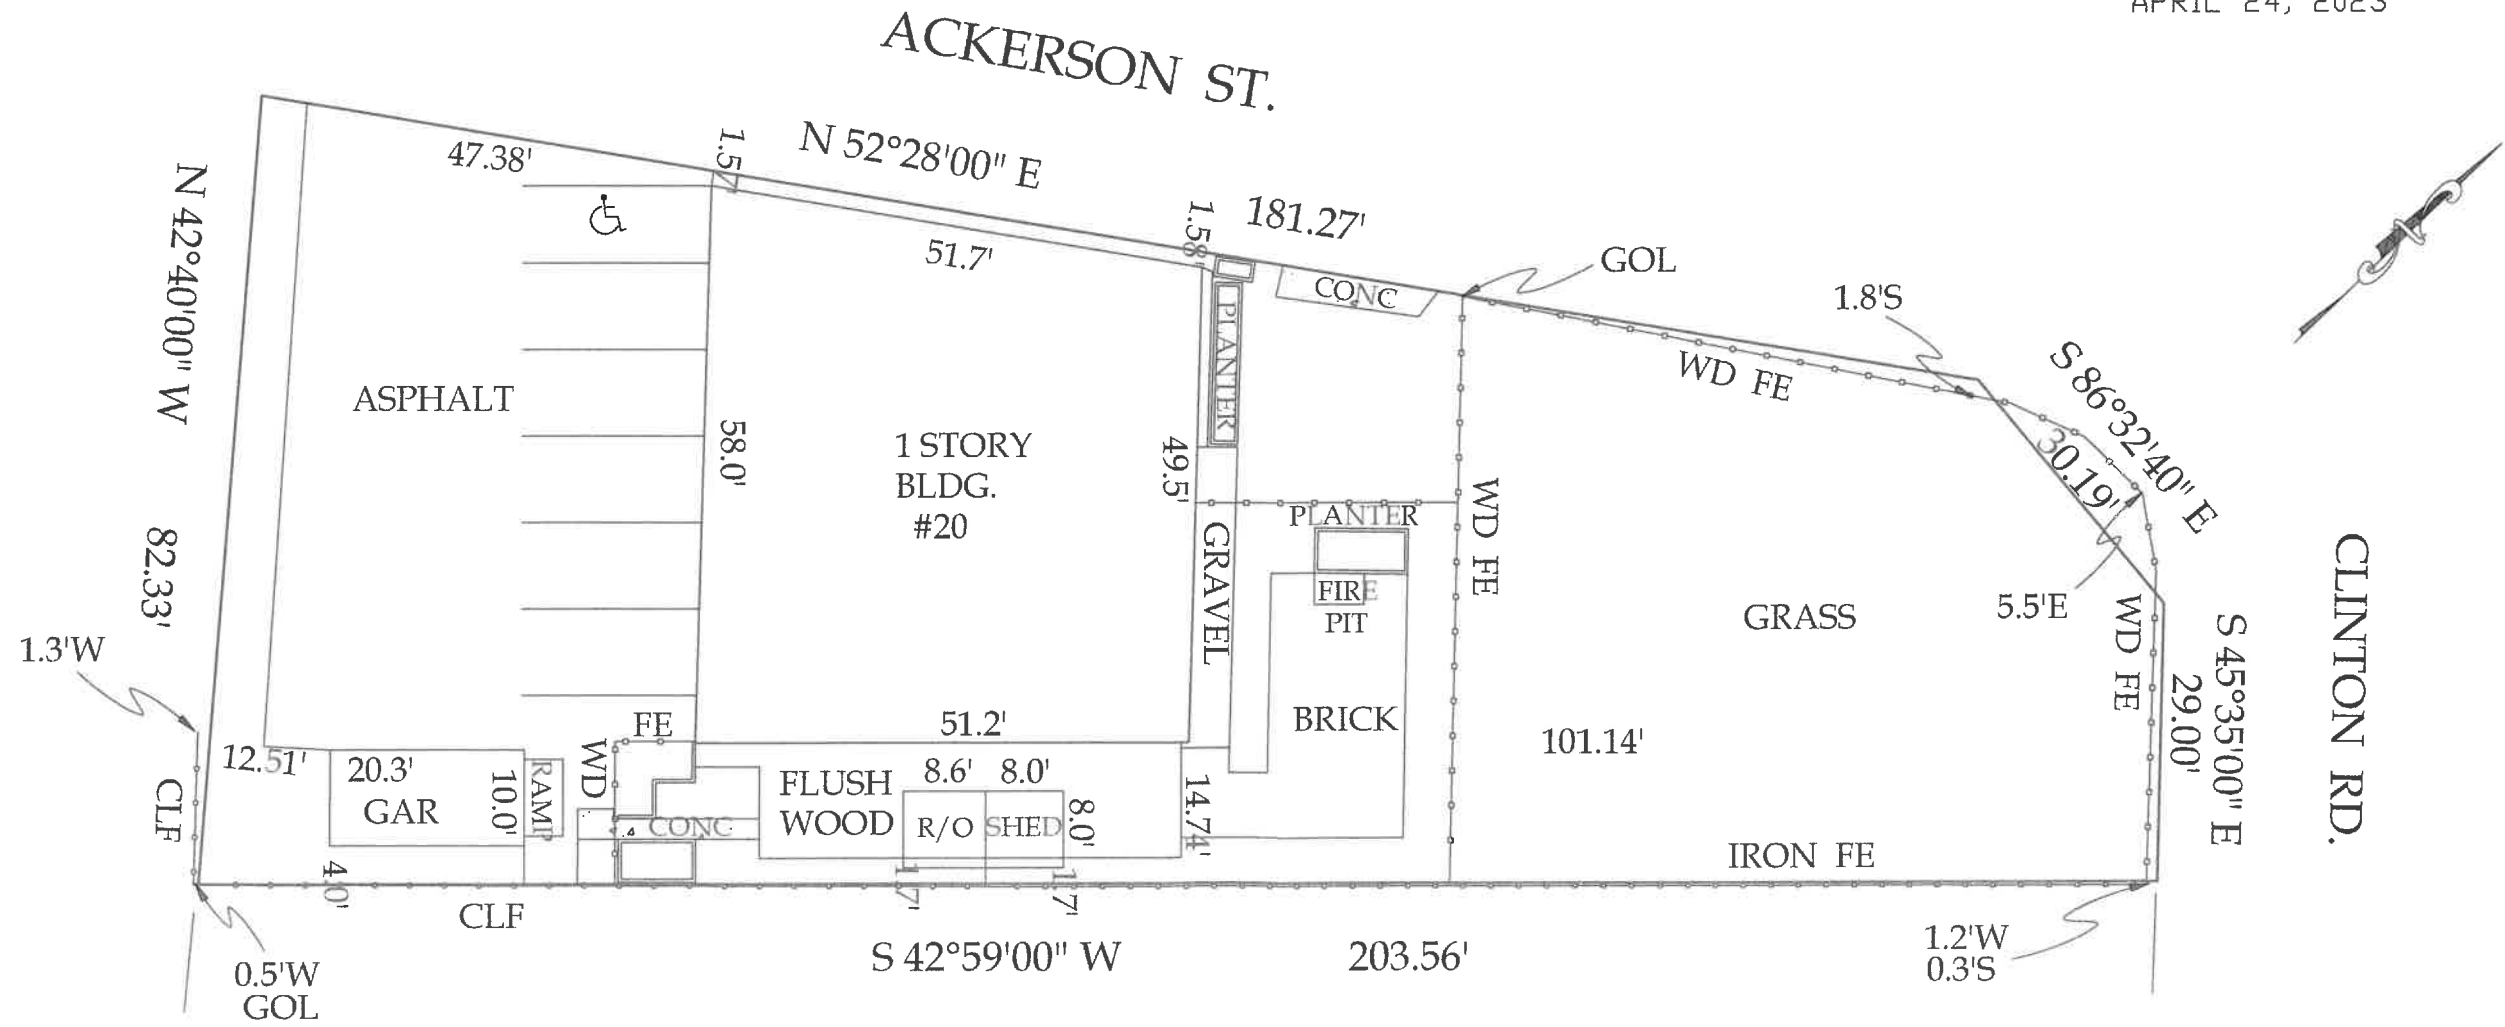 APRIL 24, 2023
ACKERSON ST.
N 52°28'00" E
181.27'
47.38'
1.57'
1.58'
51.7'
N 42°40'00" W
82.33'
ASPHALT
58.0'
1 STORY
BLDG.
#20
49.5'
PLANTER
CONC
GOL
WD FE
1.8'S
S 86°32'40" E
30.19'
5.5'E
CLINTON RD.
S 45°35'00" E
29.00'
WD FE
WD FE
GRASS
PLANTER
FIRE
PIT
GRAVEL
BRICK
101.14'
1.3'W
CLF
12.51'
20.3'
GAR
10.0'
RAMP
4.0'
FE
WD
51.2'
CONC
FLUSH
WOOD
8.6'
8.0'
R/O
SHED
8.0'
14.74'
1.7'
1.7'
IRON FE
CLF
S 42°59'00" W
203.56'
0.5'W
GOL
1.2'W
0.3'S